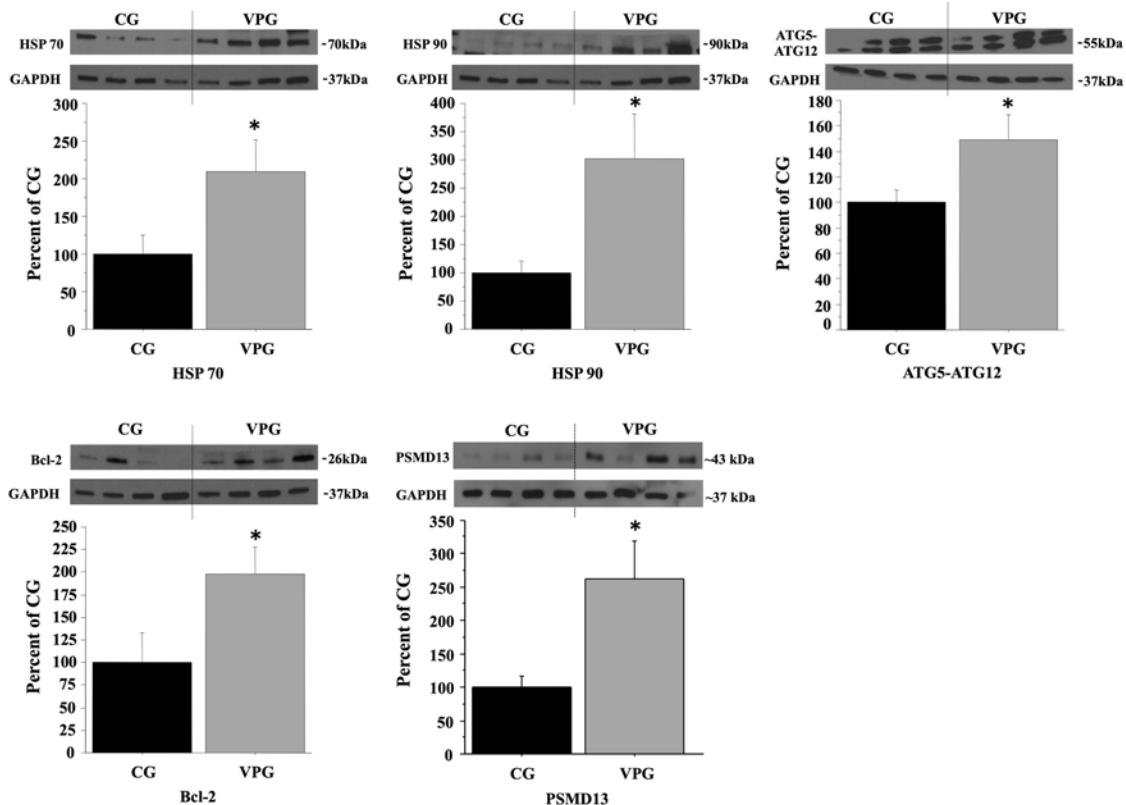 CG VPG
HSP 70 ~70kDa
GAPDH ~37kDa
Percent of CG
300
250
200
150
100
50
0
*
CG VPG
HSP 70
CG VPG
HSP 90 ~90kDa
GAPDH ~37kDa
Percent of CG
400
350
300
250
200
150
100
50
0
*
CG VPG
HSP 90
CG VPG
ATG5-
ATG12 ~55kDa
GAPDH ~37kDa
Percent of CG
180
160
140
120
100
80
60
40
20
0
*
CG VPG
ATG5-ATG12
CG VPG
Bcl-2 ~26kDa
GAPDH ~37kDa
Percent of CG
250
225
200
175
150
125
100
75
50
25
0
*
CG VPG
Bcl-2
CG VPG
PSMD13 ~43 kDa
GAPDH ~37 kDa
Percent of CG
350
300
250
200
150
100
50
0
*
CG VPG
PSMD13